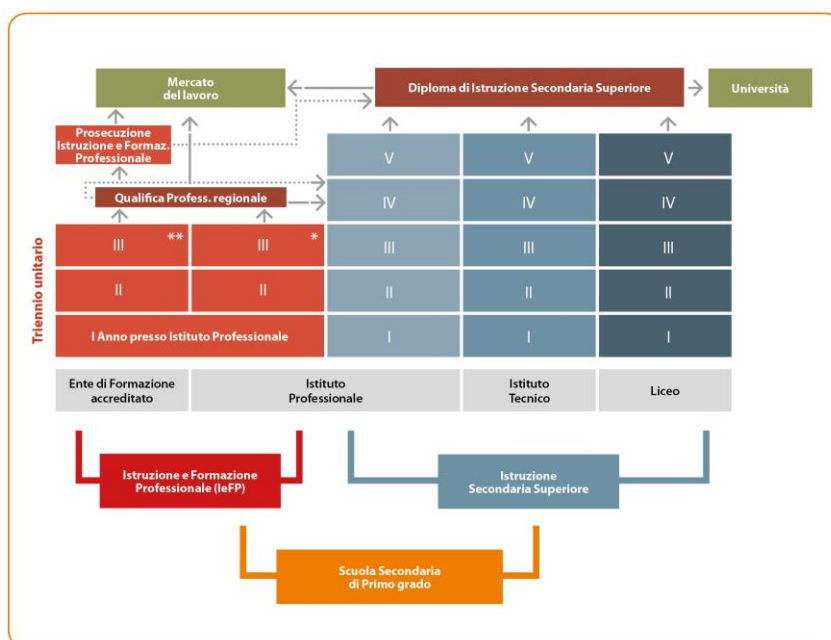 Mercato
del lavoro
Diploma di Istruzione Secondaria Superiore
Università
Prosecuzione
Istruzione e Formaz.
Professionale
Qualifica Profess. regionale
V
V
V
IV
IV
IV
III **
III *
III
III
III
II
II
II
II
II
I Anno presso Istituto Professionale
I
I
I
Triennio unitario
Ente di Formazione
accreditato
Istituto
Professionale
Istituto
Tecnico
Liceo
Istruzione e Formazione
Professionale (IeFP)
Istruzione
Secondaria Superiore
Scuola Secondaria
di Primo grado